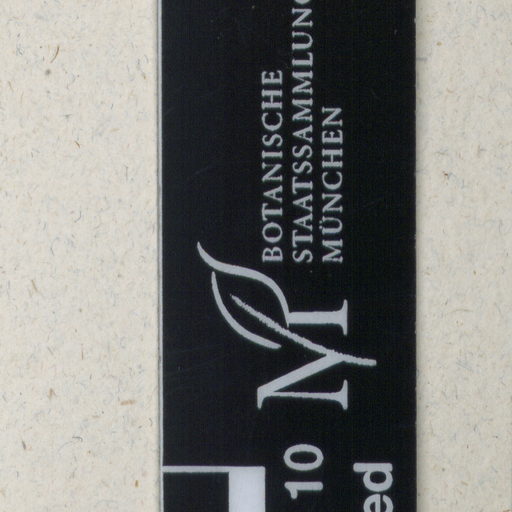 BOTANISCHE
STAATSSAMMLUNG
MÜNCHEN
M
10
ed